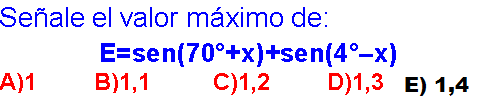 Señale el valor máximo de:
E=sen(70°+x)+sen(4°–x)
A)1 B)1,1 C)1,2 D)1,3 E) 1,4